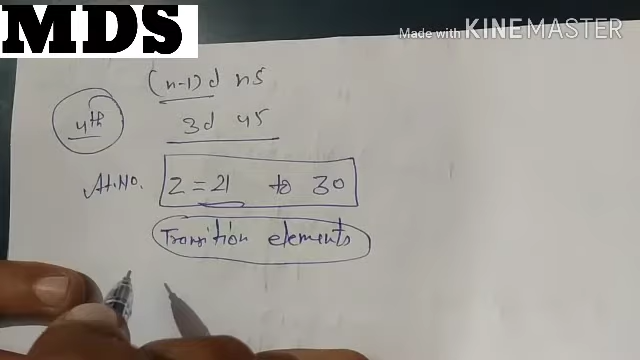 MDS
Made with KINEMASTER
(n-1)d ns
4th
3d 4s
At.No.
Z = 21 to 30
Transition elements